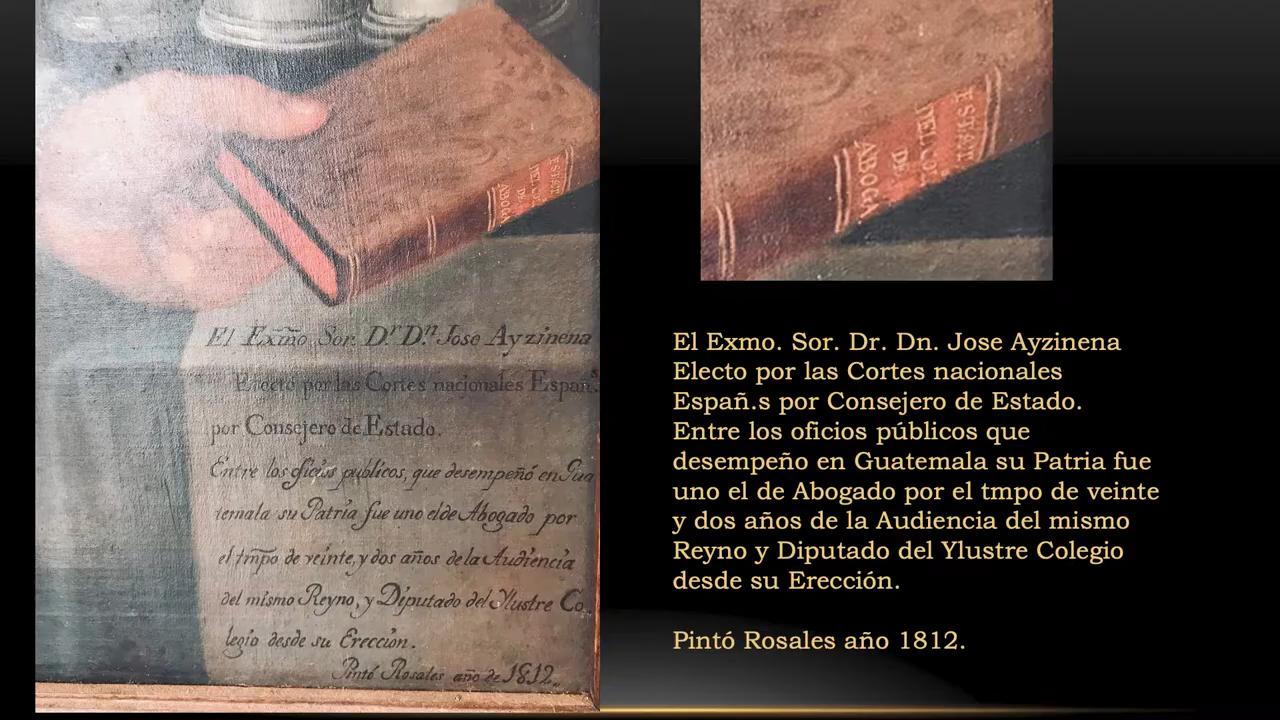 ESTAT
DEL C
DE
ABOGA
El Exm̃o. Sor. Dr. Dn. Jose Ayzinena
Electo por las Cortes nacionales Españ.s
por Consejero de Estado.
Entre los oficios publicos, que desempeñó en Gua
temala su Patria fue uno el de Abogado por
el tmpo de veinte, y dos años de la Audiencia
del mismo Reyno, y Diputado del Ylustre Co_
legio desde su Ereccion.
Pintó Rosales año de 1812.
DE
ABOGA
El Exmo. Sor. Dr. Dn. Jose Ayzinena
Electo por las Cortes nacionales
Españ.s por Consejero de Estado.
Entre los oficios públicos que
desempeño en Guatemala su Patria fue
uno el de Abogado por el tmpo de veinte
y dos años de la Audiencia del mismo
Reyno y Diputado del Ylustre Colegio
desde su Erección.
Pintó Rosales año 1812.